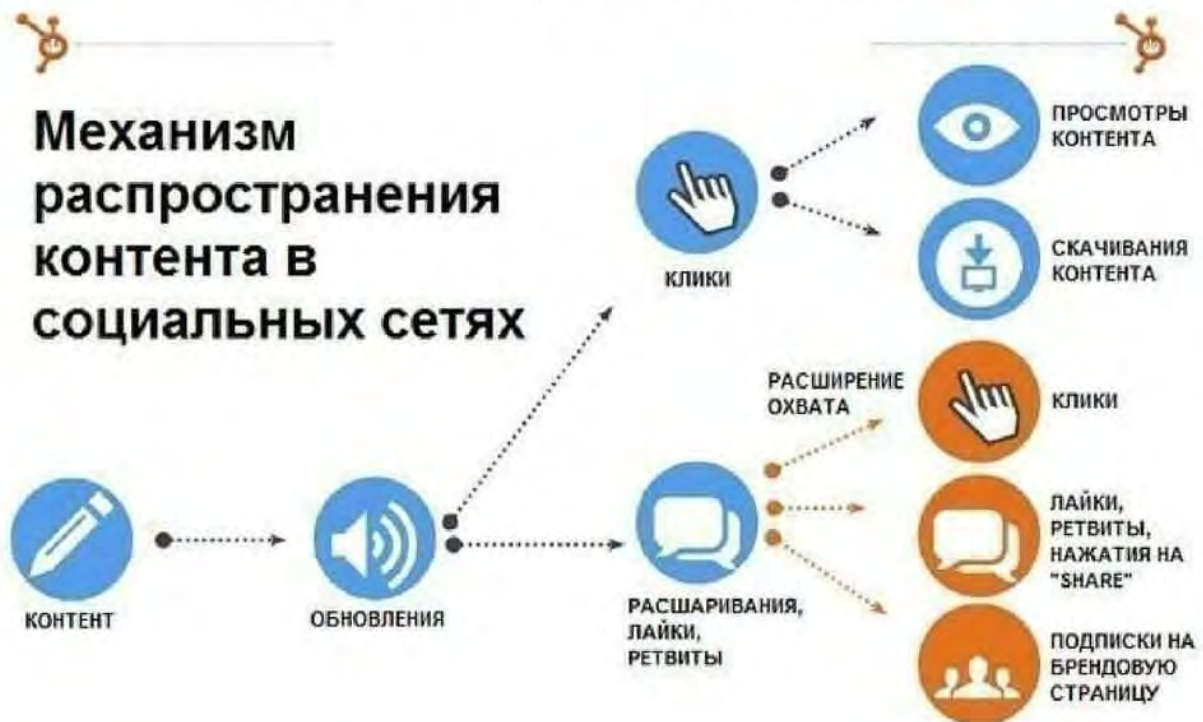 Механизм
распространения
контента в
социальных сетях
КЛИКИ
ПРОСМОТРЫ
КОНТЕНТА
СКАЧИВАНИЯ
КОНТЕНТА
РАСШИРЕНИЕ
ОХВАТА
КЛИКИ
КОНТЕНТ
ОБНОВЛЕНИЯ
РАСШАРИВАНИЯ,
ЛАЙКИ,
РЕТВИТЫ
ЛАЙКИ,
РЕТВИТЫ,
НАЖАТИЯ НА
"SHARE"
ПОДПИСКИ НА
БРЕНДОВУЮ
СТРАНИЦУ